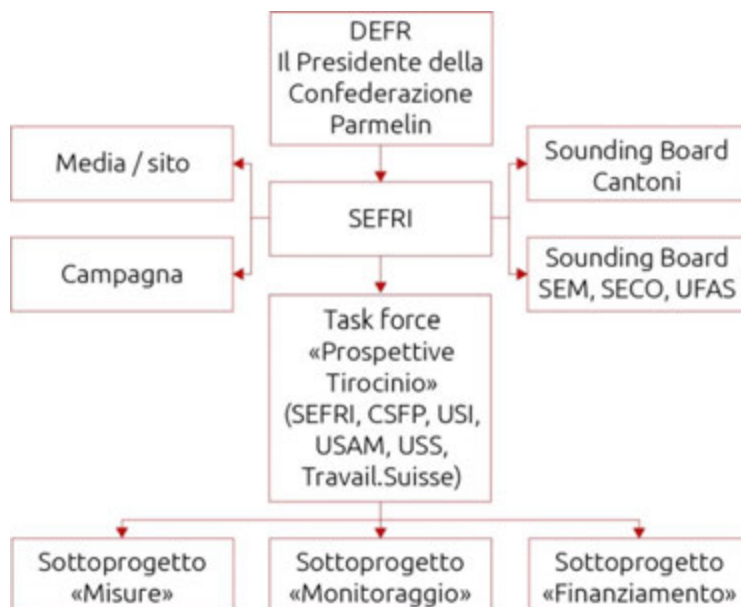 DEFR
Il Presidente della
Confederazione
Parmelin
Media / sito
Sounding Board
Cantoni
SEFRI
Campagna
Sounding Board
SEM, SECO, UFAS
Task force
«Prospettive
Tirocinio»
(SEFRI, CSFP, USI,
USAM, USS,
Travail.Suisse)
Sottoprogetto
«Misure»
Sottoprogetto
«Monitoraggio»
Sottoprogetto
«Finanziamento»